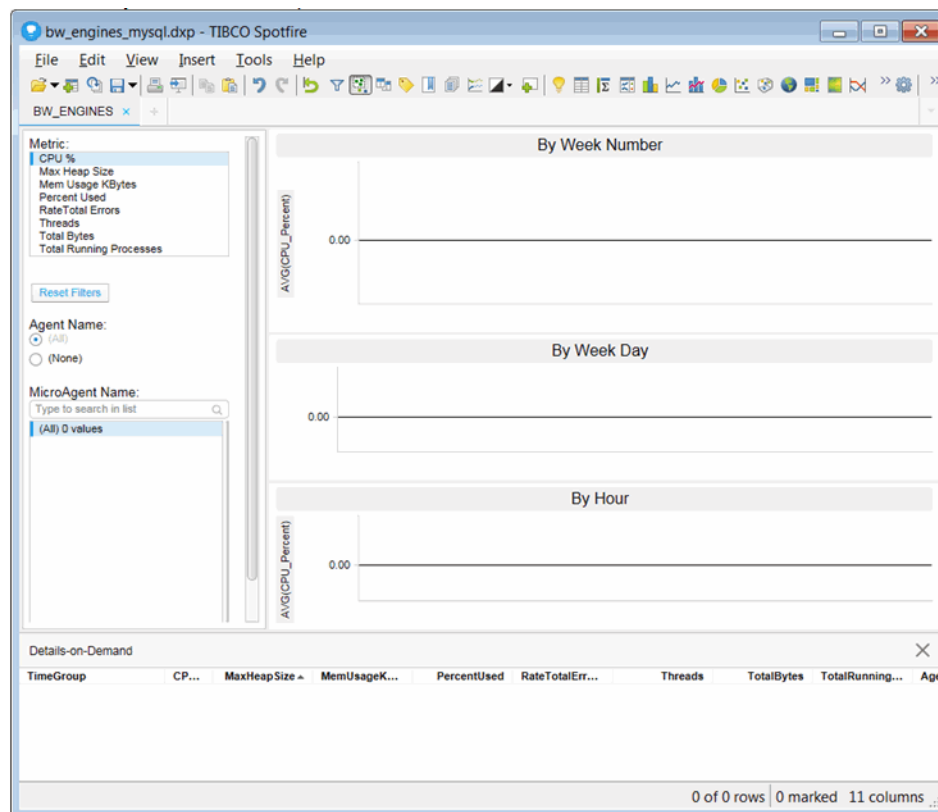 bw_engines_mysql.dxp - TIBCO Spotfire
File Edit View Insert Tools Help
BW_ENGINES × +
Metric:
CPU %
Max Heap Size
Mem Usage KBytes
Percent Used
RateTotal Errors
Threads
Total Bytes
Total Running Processes
Reset Filters
Agent Name:
(All)
(None)
MicroAgent Name:
Type to search in list
(All) 0 values
By Week Number
AVG(CPU_Percent)
0.00
By Week Day
0.00
By Hour
AVG(CPU_Percent)
0.00
Details-on-Demand
TimeGroup CP... MaxHeapSize MemUsageK... PercentUsed RateTotalErr... Threads TotalBytes TotalRunning... Age
0 of 0 rows 0 marked 11 columns